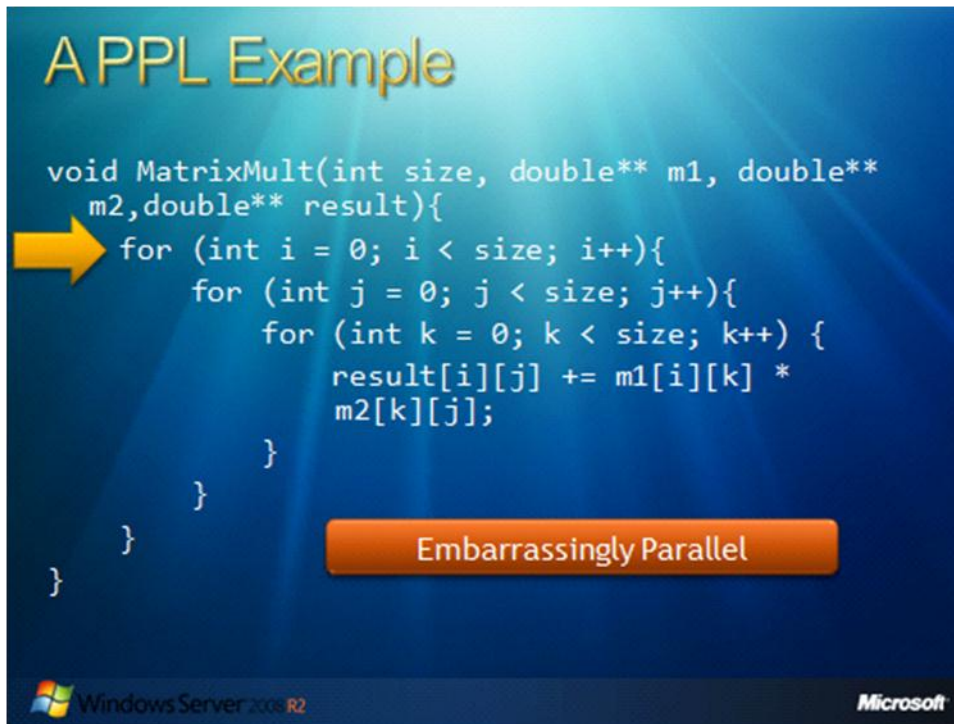 A PPL Example
void MatrixMult(int size, double** m1, double**
m2,double** result){
for (int i = 0; i < size; i++){
for (int j = 0; j < size; j++){
for (int k = 0; k < size; k++) {
result[i][j] += m1[i][k] *
m2[k][j];
}
}
}
}
Embarrassingly Parallel
Windows Server 2008 R2
Microsoft